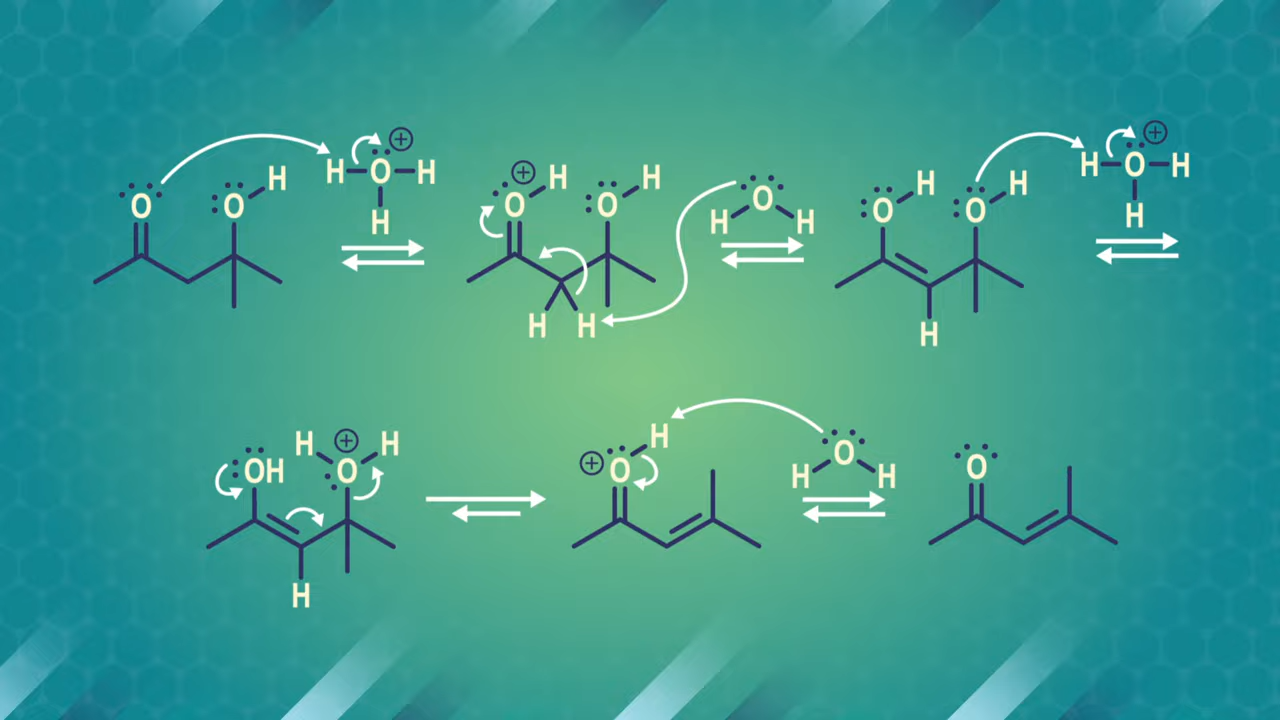 O O H H O H H ⊕
⊕ O H O H H O H H H
O H O H H H O H H ⊕
OH H O H ⊕ H
⊕ O H H O H
O